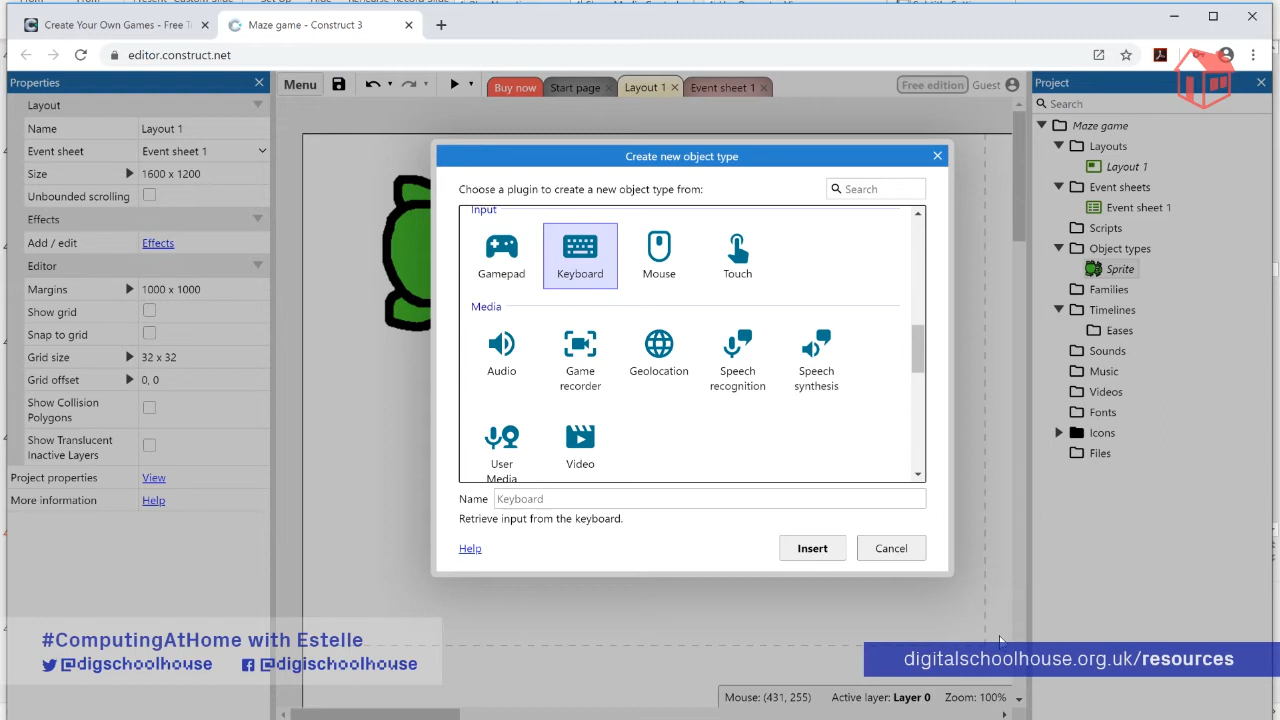 Create Your Own Games - Free T
Maze game - Construct 3
editor.construct.net
Properties
Layout
Name
Layout 1
Event sheet
Event sheet 1
Size
1600 x 1200
Unbounded scrolling
Effects
Add / edit
Effects
Editor
Margins
1000 x 1000
Show grid
Snap to grid
Grid size
32 x 32
Grid offset
0, 0
Show Collision
Polygons
Show Translucent
Inactive Layers
Project properties
View
More information
Help
Menu
Buy now
Start page
Layout 1
Event sheet 1
Free edition
Guest
Create new object type
Choose a plugin to create a new object type from:
Search
Input
Gamepad
Keyboard
Mouse
Touch
Media
Audio
Game
recorder
Geolocation
Speech
recognition
Speech
synthesis
User
Media
Video
Name
Keyboard
Retrieve input from the keyboard.
Help
Insert
Cancel
Project
Search
Maze game
Layouts
Layout 1
Event sheets
Event sheet 1
Scripts
Object types
Sprite
Families
Timelines
Eases
Sounds
Music
Videos
Fonts
Icons
Files
#ComputingAtHome with Estelle
@digschoolhouse
@digischoolhouse
digitalschoolhouse.org.uk/resources
Mouse: (431, 255)
Active layer: Layer 0
Zoom: 100%